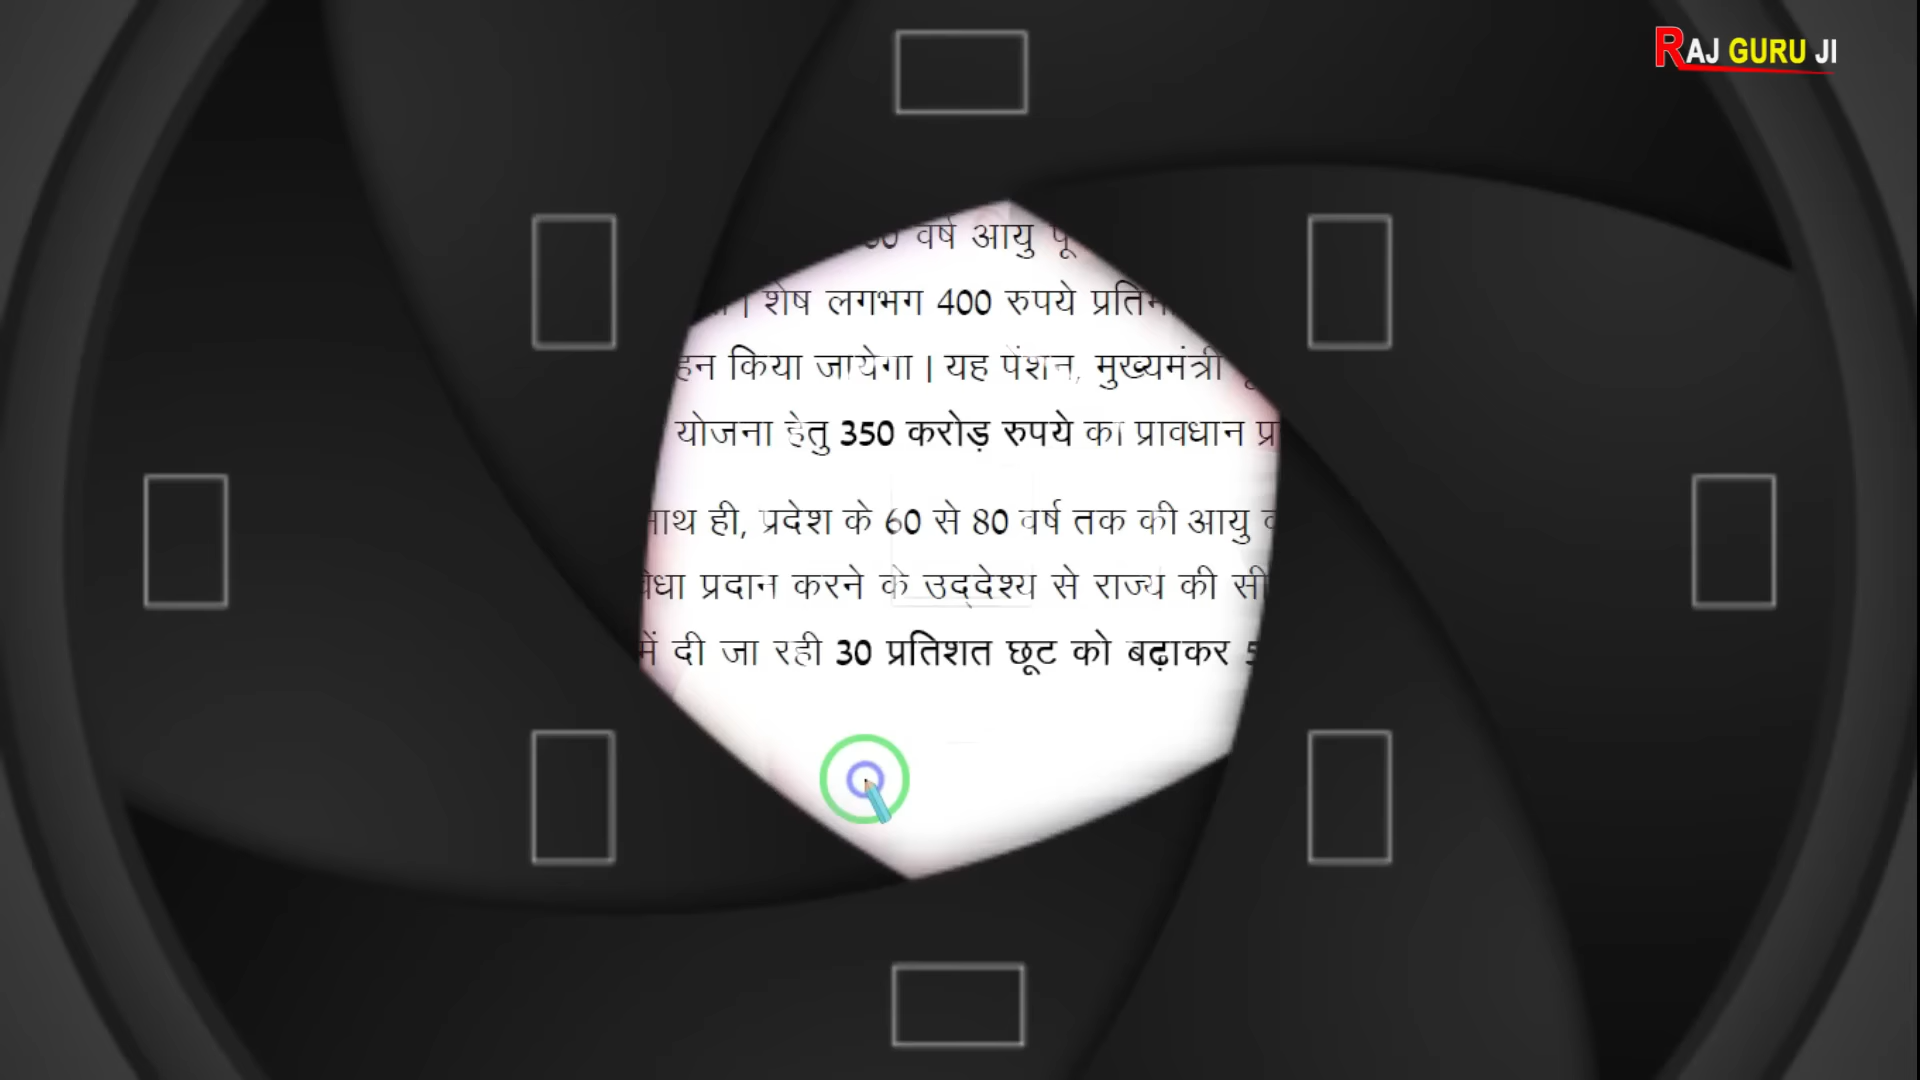 RAJ GURU JI
वर्ष आयु
शेष लगभग 400 रुपये
किया जायेगा | यह पेंशन, मुख्यमंत्री
योजना हेतु 350 करोड़ रुपये का प्रावधान
ही, प्रदेश के 60 से 80 वर्ष तक की आयु
प्रदान करने के उद्देश्य से राज्य की
में दी जा रही 30 प्रतिशत छूट को बढ़ाकर